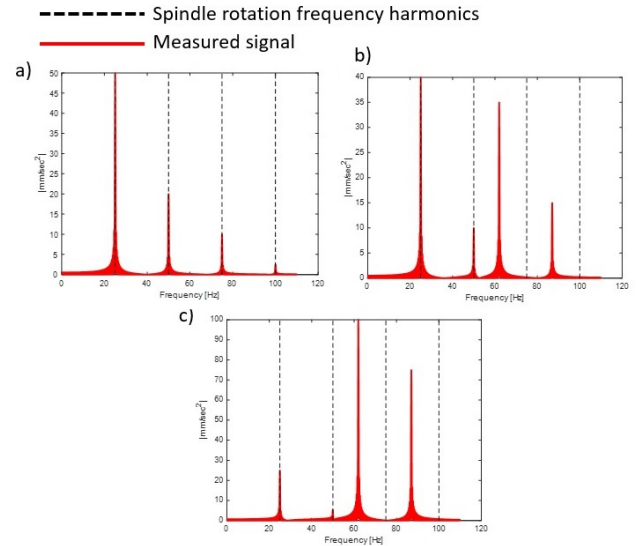 Spindle rotation frequency harmonics
Measured signal
a)
50
45
40
35
30
25
20
15
10
5
0
|mm/sec²|
0 20 40 60 80 100 120
Frequency [Hz]
b)
40
35
30
25
20
15
10
5
0
|mm/sec²|
0 20 40 60 80 100 120
Frequency [Hz]
c)
100
90
80
70
60
50
40
30
20
10
0
|mm/sec²|
0 20 40 60 80 100 120
Frequency [Hz]